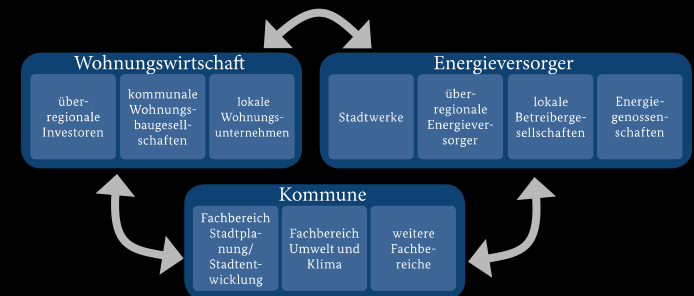 Wohnungswirtschaft
über-
regionale
Investoren
kommunale
Wohnungs-
baugesell-
schaften
lokale
Wohnungs-
unternehmen
Energieversorger
Stadtwerke
über-
regionale
Energiever-
sorger
lokale
Betreiberge-
sellschaften
Energie-
genossen-
schaften
Kommune
Fachbereich
Stadtpla-
nung/
Stadtent-
wicklung
Fachbereich
Umwelt und
Klima
weitere
Fachbe-
reiche